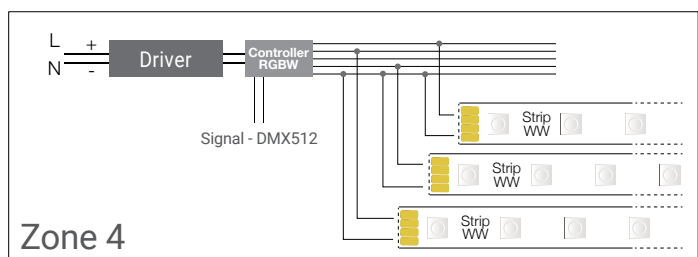 L +
N -
Driver
Controller
RGBW
Signal - DMX512
Strip
WW
Strip
WW
Strip
WW
Zone 4